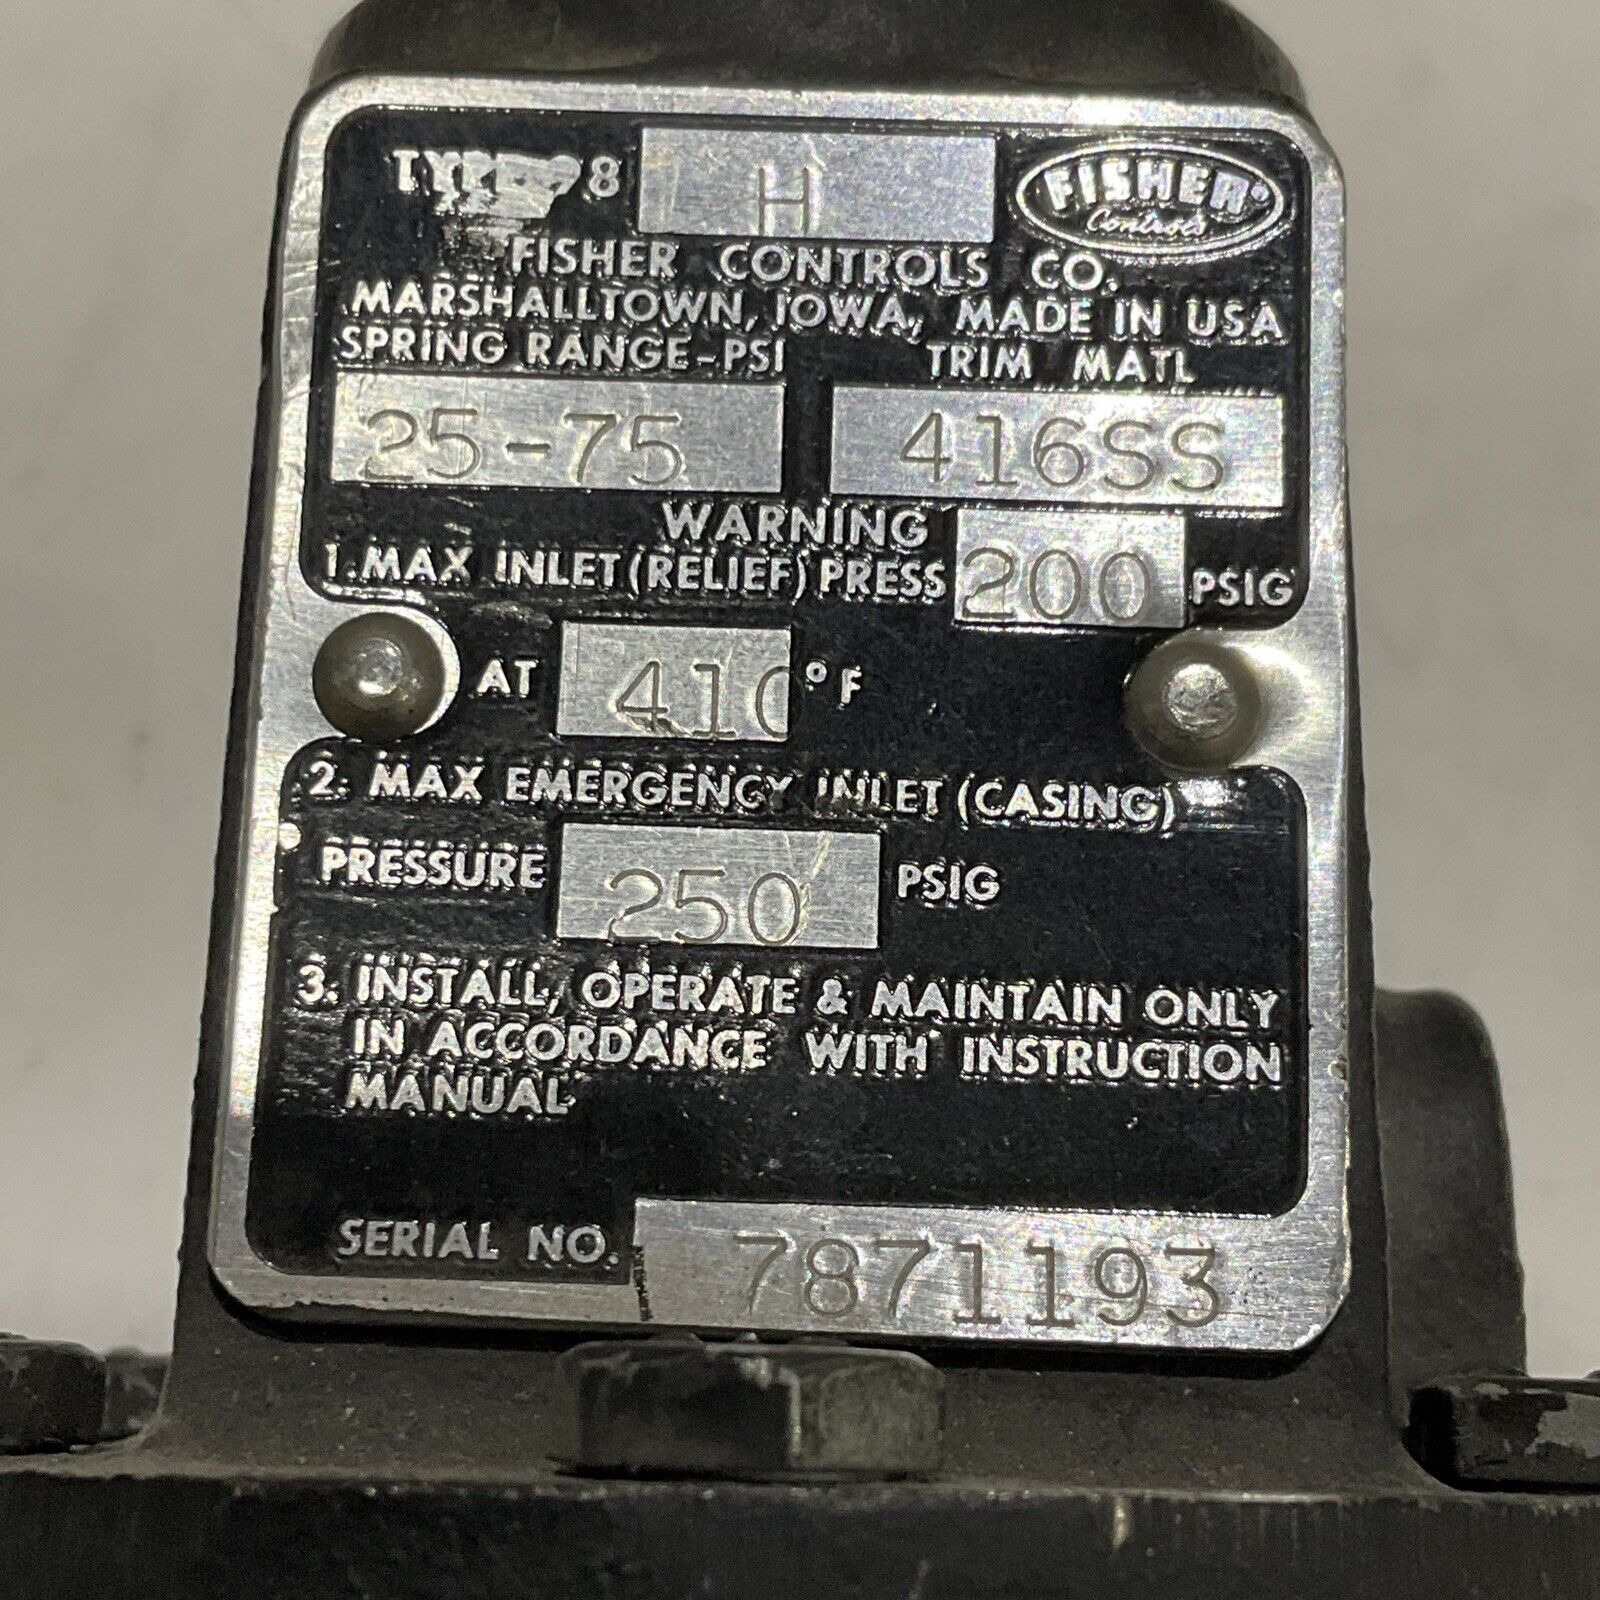 TYPE 98 H FISHER® Controls
FISHER CONTROLS CO.
MARSHALLTOWN, IOWA, MADE IN USA
SPRING RANGE-PSI TRIM MATL
25-75 416SS
WARNING
1. MAX INLET (RELIEF) PRESS 200 PSIG
AT 410 °F
2. MAX EMERGENCY INLET (CASING)
PRESSURE 250 PSIG
3. INSTALL, OPERATE & MAINTAIN ONLY
IN ACCORDANCE WITH INSTRUCTION
MANUAL
SERIAL NO. 7871193